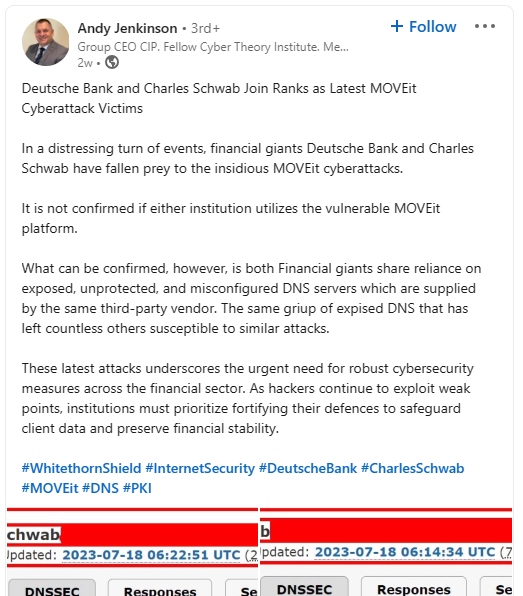 Andy Jenkinson • 3rd+
+ Follow
Group CEO CIP. Fellow Cyber Theory Institute. Me...
2w •
Deutsche Bank and Charles Schwab Join Ranks as Latest MOVEit
Cyberattack Victims
In a distressing turn of events, financial giants Deutsche Bank and Charles
Schwab have fallen prey to the insidious MOVEit cyberattacks.
It is not confirmed if either institution utilizes the vulnerable MOVEit
platform.
What can be confirmed, however, is both Financial giants share reliance on
exposed, unprotected, and misconfigured DNS servers which are supplied
by the same third-party vendor. The same griup of expised DNS that has
left countless others susceptible to similar attacks.
These latest attacks underscores the urgent need for robust cybersecurity
measures across the financial sector. As hackers continue to exploit weak
points, institutions must prioritize fortifying their defences to safeguard
client data and preserve financial stability.
#WhitethornShield #InternetSecurity #DeutscheBank #CharlesSchwab
#MOVEit #DNS #PKI
chwab
Updated: 2023-07-18 06:22:51 UTC (2
DNSSEC Responses Se
b
pdated: 2023-07-18 06:14:34 UTC (7
DNSSEC Responses Se